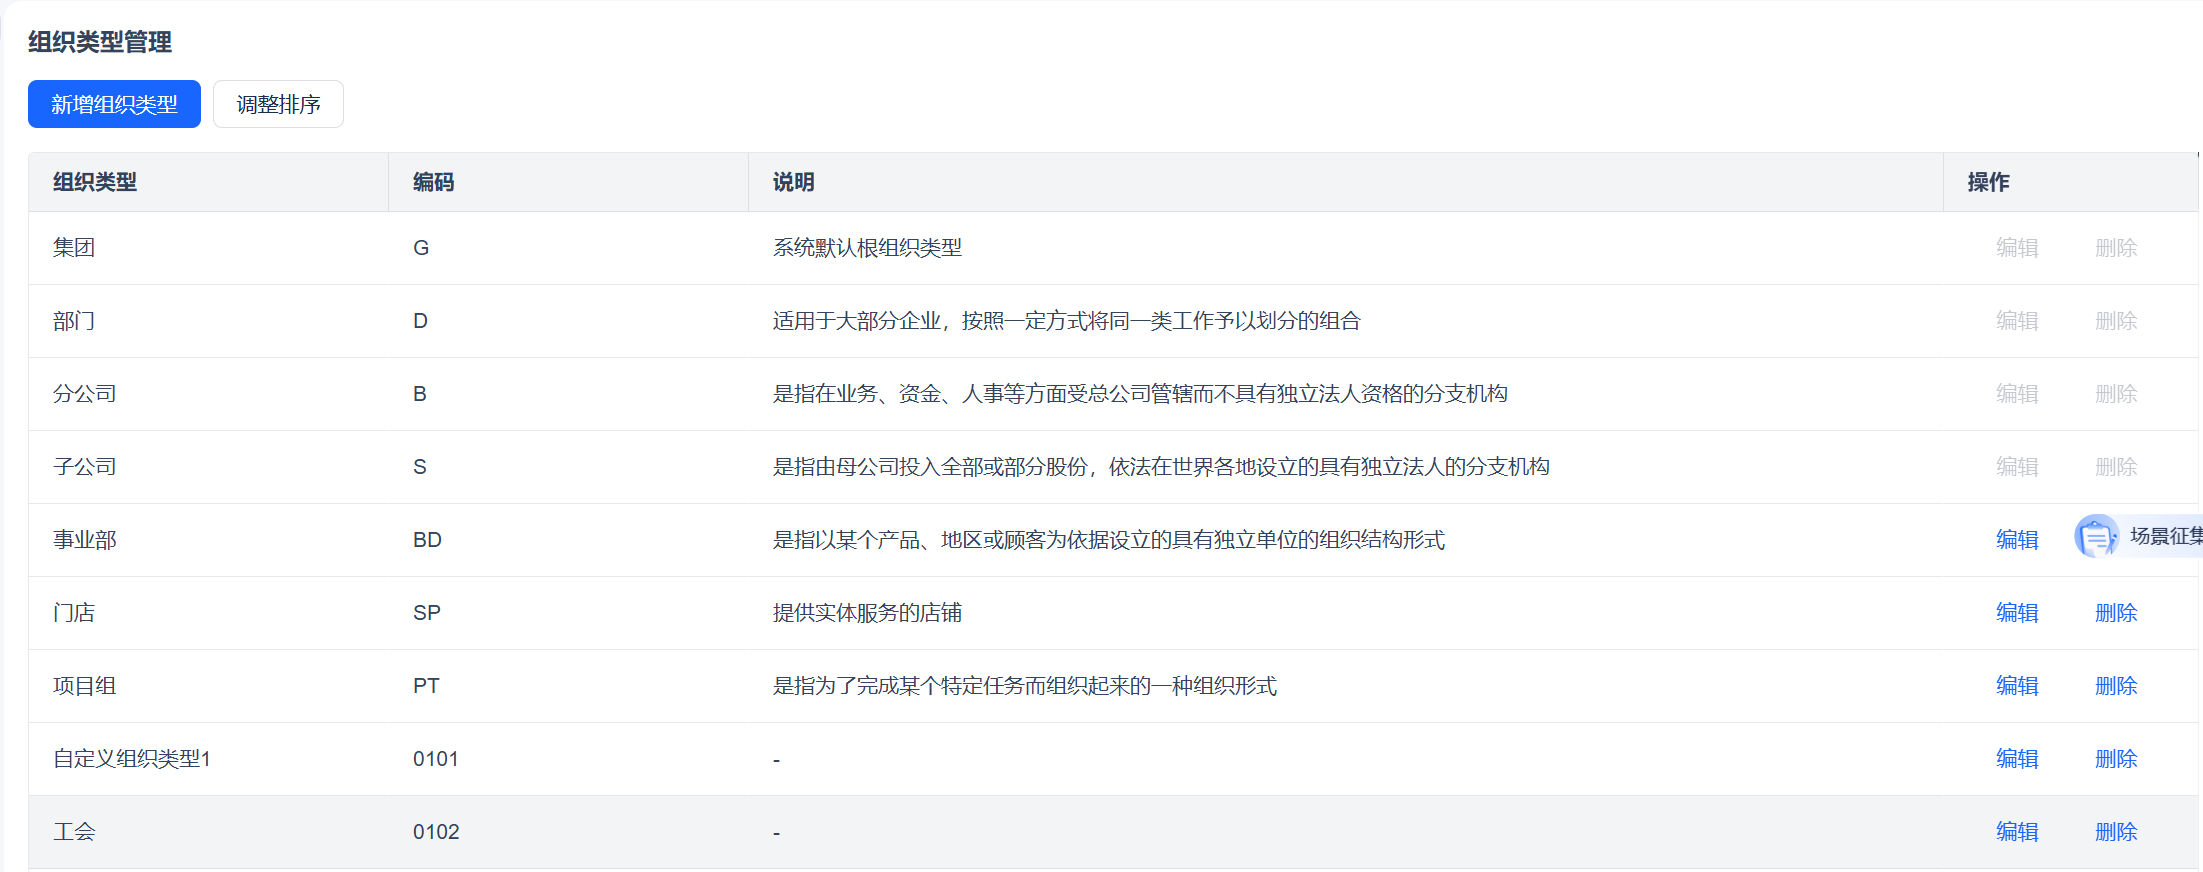 组织类型管理
新增组织类型 调整排序
组织类型 编码 说明 操作
集团 G 系统默认根组织类型 编辑 删除
部门 D 适用于大部分企业，按照一定方式将同一类工作予以划分的组合 编辑 删除
分公司 B 是指在业务、资金、人事等方面受总公司管辖而不具有独立法人资格的分支机构 编辑 删除
子公司 S 是指由母公司投入全部或部分股份，依法在世界各地设立的具有独立法人的分支机构 编辑 删除
事业部 BD 是指以某个产品、地区或顾客为依据设立的具有独立单位的组织结构形式 编辑 场景征集
门店 SP 提供实体服务的店铺 编辑 删除
项目组 PT 是指为了完成某个特定任务而组织起来的一种组织形式 编辑 删除
自定义组织类型1 0101 - 编辑 删除
工会 0102 - 编辑 删除